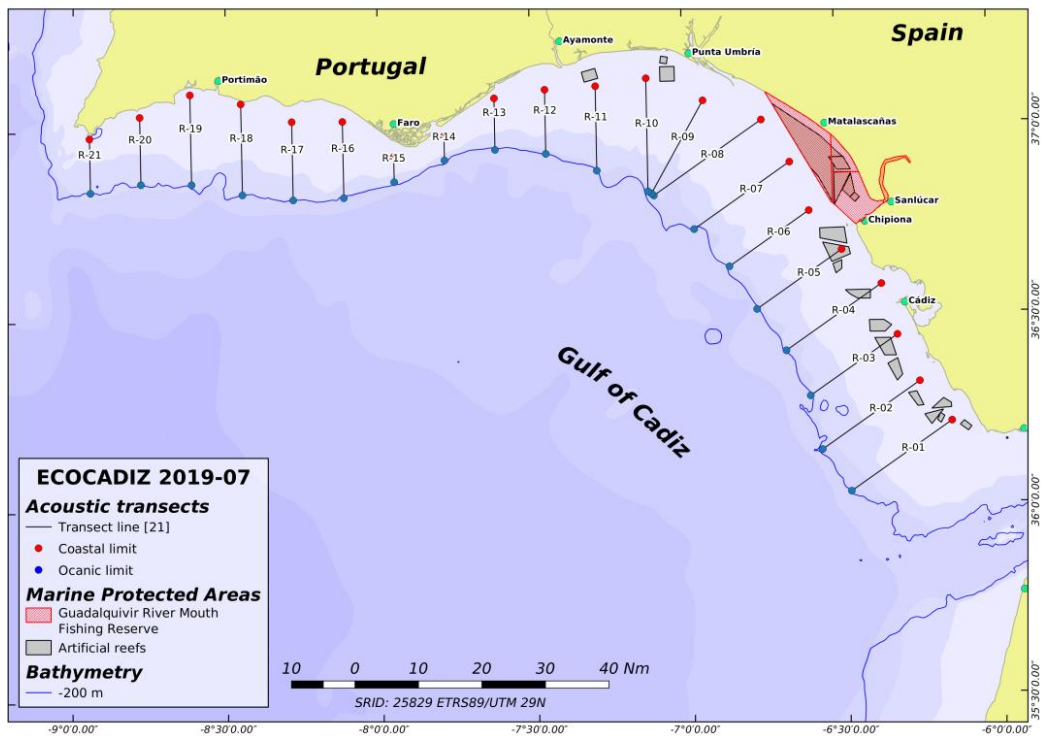 Spain
Portugal
Ayamonte
Punta Umbría
Portimão
Faro
Matalascañas
Sanlúcar
Chipiona
Cádiz
R-21
R-20
R-19
R-18
R-17
R-16
R-15
R-14
R-13
R-12
R-11
R-10
R-09
R-08
R-07
R-06
R-05
R-04
R-03
R-02
R-01
Gulf of Cadiz
37°0'0.00"
36°30'0.00"
36°0'0.00"
35°30'0.00"
ECOCADIZ 2019-07
Acoustic transects
Transect line [21]
Coastal limit
Ocanic limit
Marine Protected Areas
Guadalquivir River Mouth
Fishing Reserve
Artificial reefs
Bathymetry
-200 m
10 0 10 20 30 40 Nm
SRID: 25829 ETRS89/UTM 29N
-9°0'0.00" -8°30'0.00" -8°0'0.00" -7°30'0.00" -7°0'0.00" -6°30'0.00" -6°0'0.00"